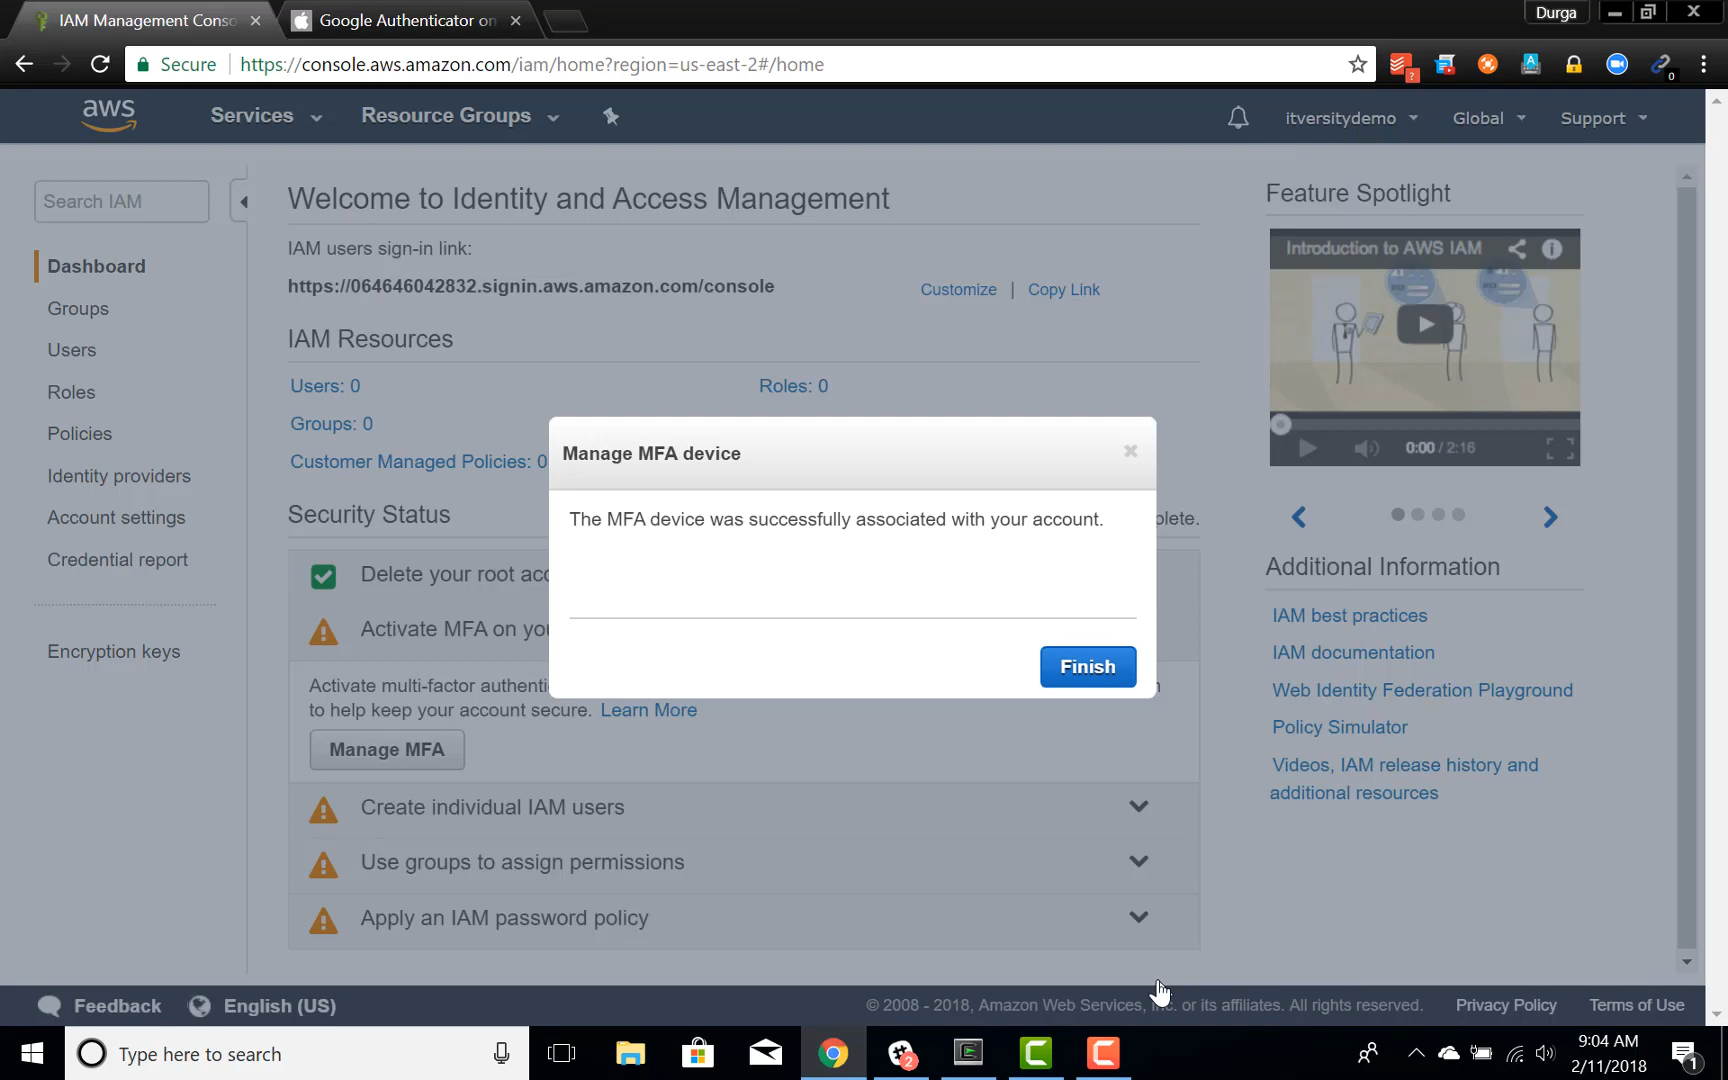 IAM Management Conso
Google Authenticator on
Durga
Secure
https://console.aws.amazon.com/iam/home?region=us-east-2#/home
?
0
aws
Services
Resource Groups
itversitydemo
Global
Support
Search IAM
Dashboard
Groups
Users
Roles
Policies
Identity providers
Account settings
Credential report
Encryption keys
Welcome to Identity and Access Management
IAM users sign-in link:
https://064646042832.signin.aws.amazon.com/console
Customize | Copy Link
IAM Resources
Users: 0
Roles: 0
Groups: 0
Customer Managed Policies: 0
Security Status
plete.
Delete your root acc
Activate MFA on you
Activate multi-factor authenti
to help keep your account secure. Learn More
Manage MFA
Create individual IAM users
Use groups to assign permissions
Apply an IAM password policy
Manage MFA device
The MFA device was successfully associated with your account.
Finish
Feature Spotlight
Introduction to AWS IAM
0:00 / 2:16
Additional Information
IAM best practices
IAM documentation
Web Identity Federation Playground
Policy Simulator
Videos, IAM release history and
additional resources
Feedback
English (US)
© 2008 - 2018, Amazon Web Services, Inc. or its affiliates. All rights reserved.
Privacy Policy
Terms of Use
Type here to search
2
9:04 AM
2/11/2018
1